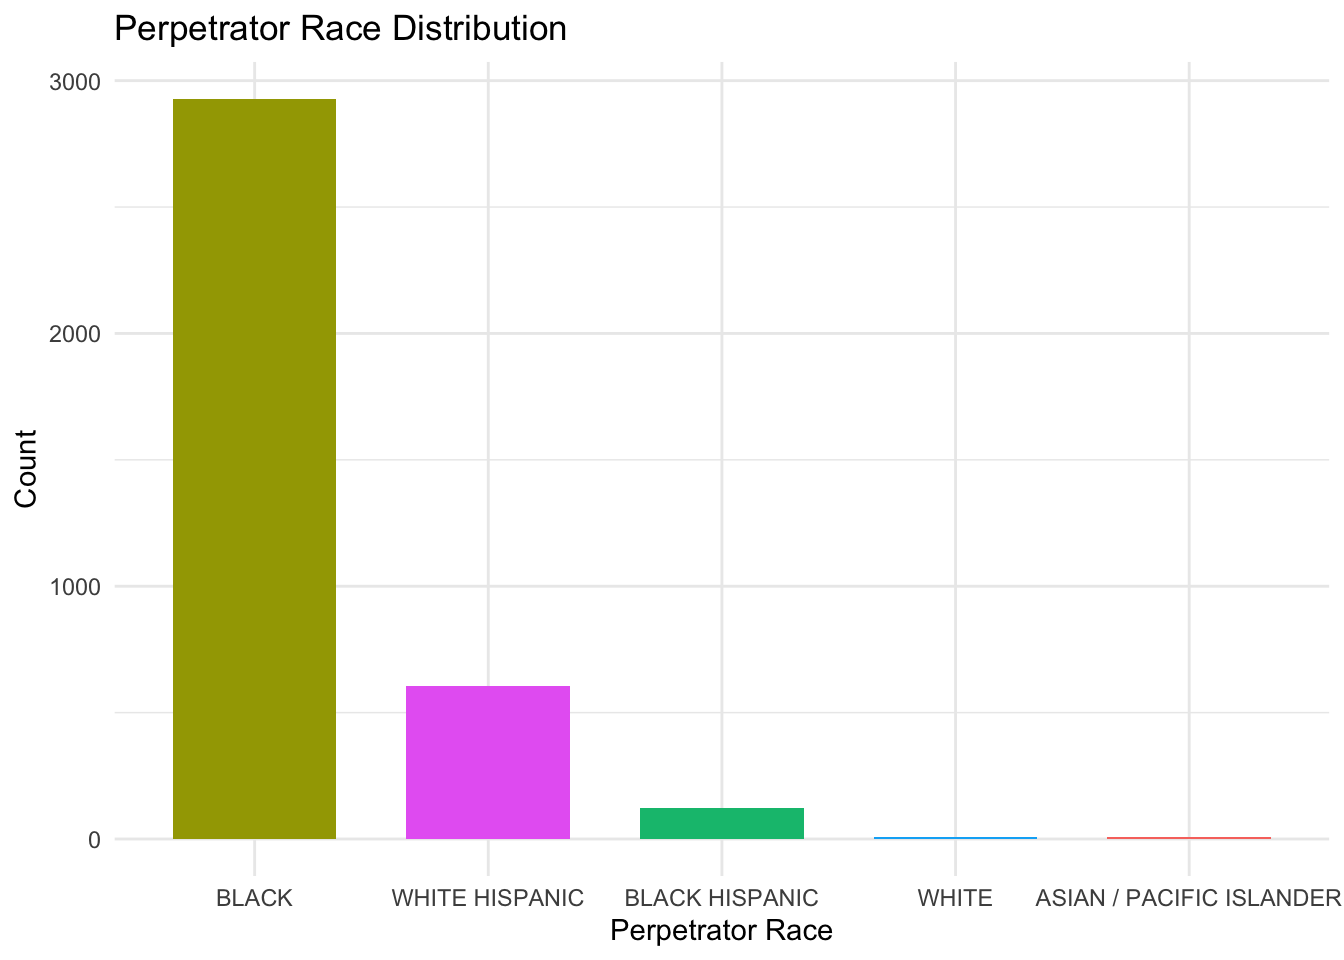 Perpetrator Race Distribution
3000
2000
1000
0
Count
BLACK
WHITE HISPANIC
BLACK HISPANIC
WHITE
ASIAN / PACIFIC ISLANDER
Perpetrator Race